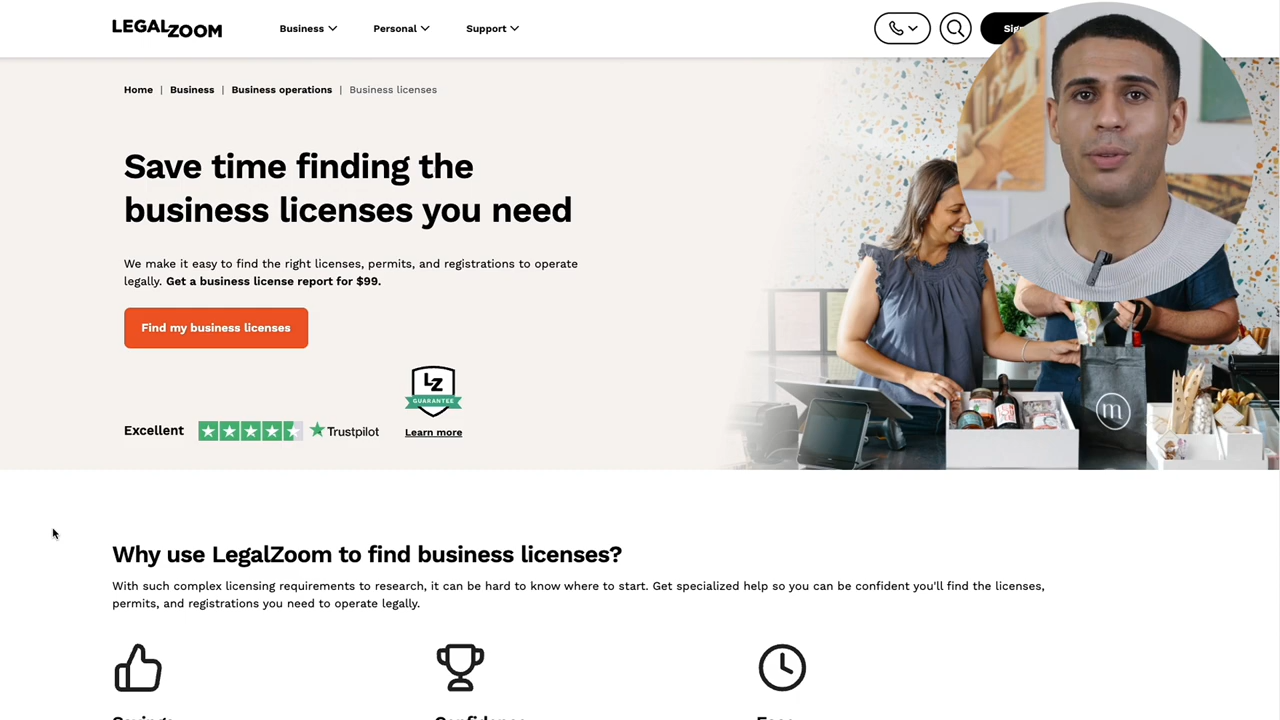 LEGALZOOM
Business
Personal
Support
Home | Business | Business operations | Business licenses
Save time finding the
business licenses you need
We make it easy to find the right licenses, permits, and registrations to operate
legally. Get a business license report for $99.
Find my business licenses
LZ
GUARANTEE
Excellent
Trustpilot
Learn more
m
Why use LegalZoom to find business licenses?
With such complex licensing requirements to research, it can be hard to know where to start. Get specialized help so you can be confident you'll find the licenses,
permits, and registrations you need to operate legally.